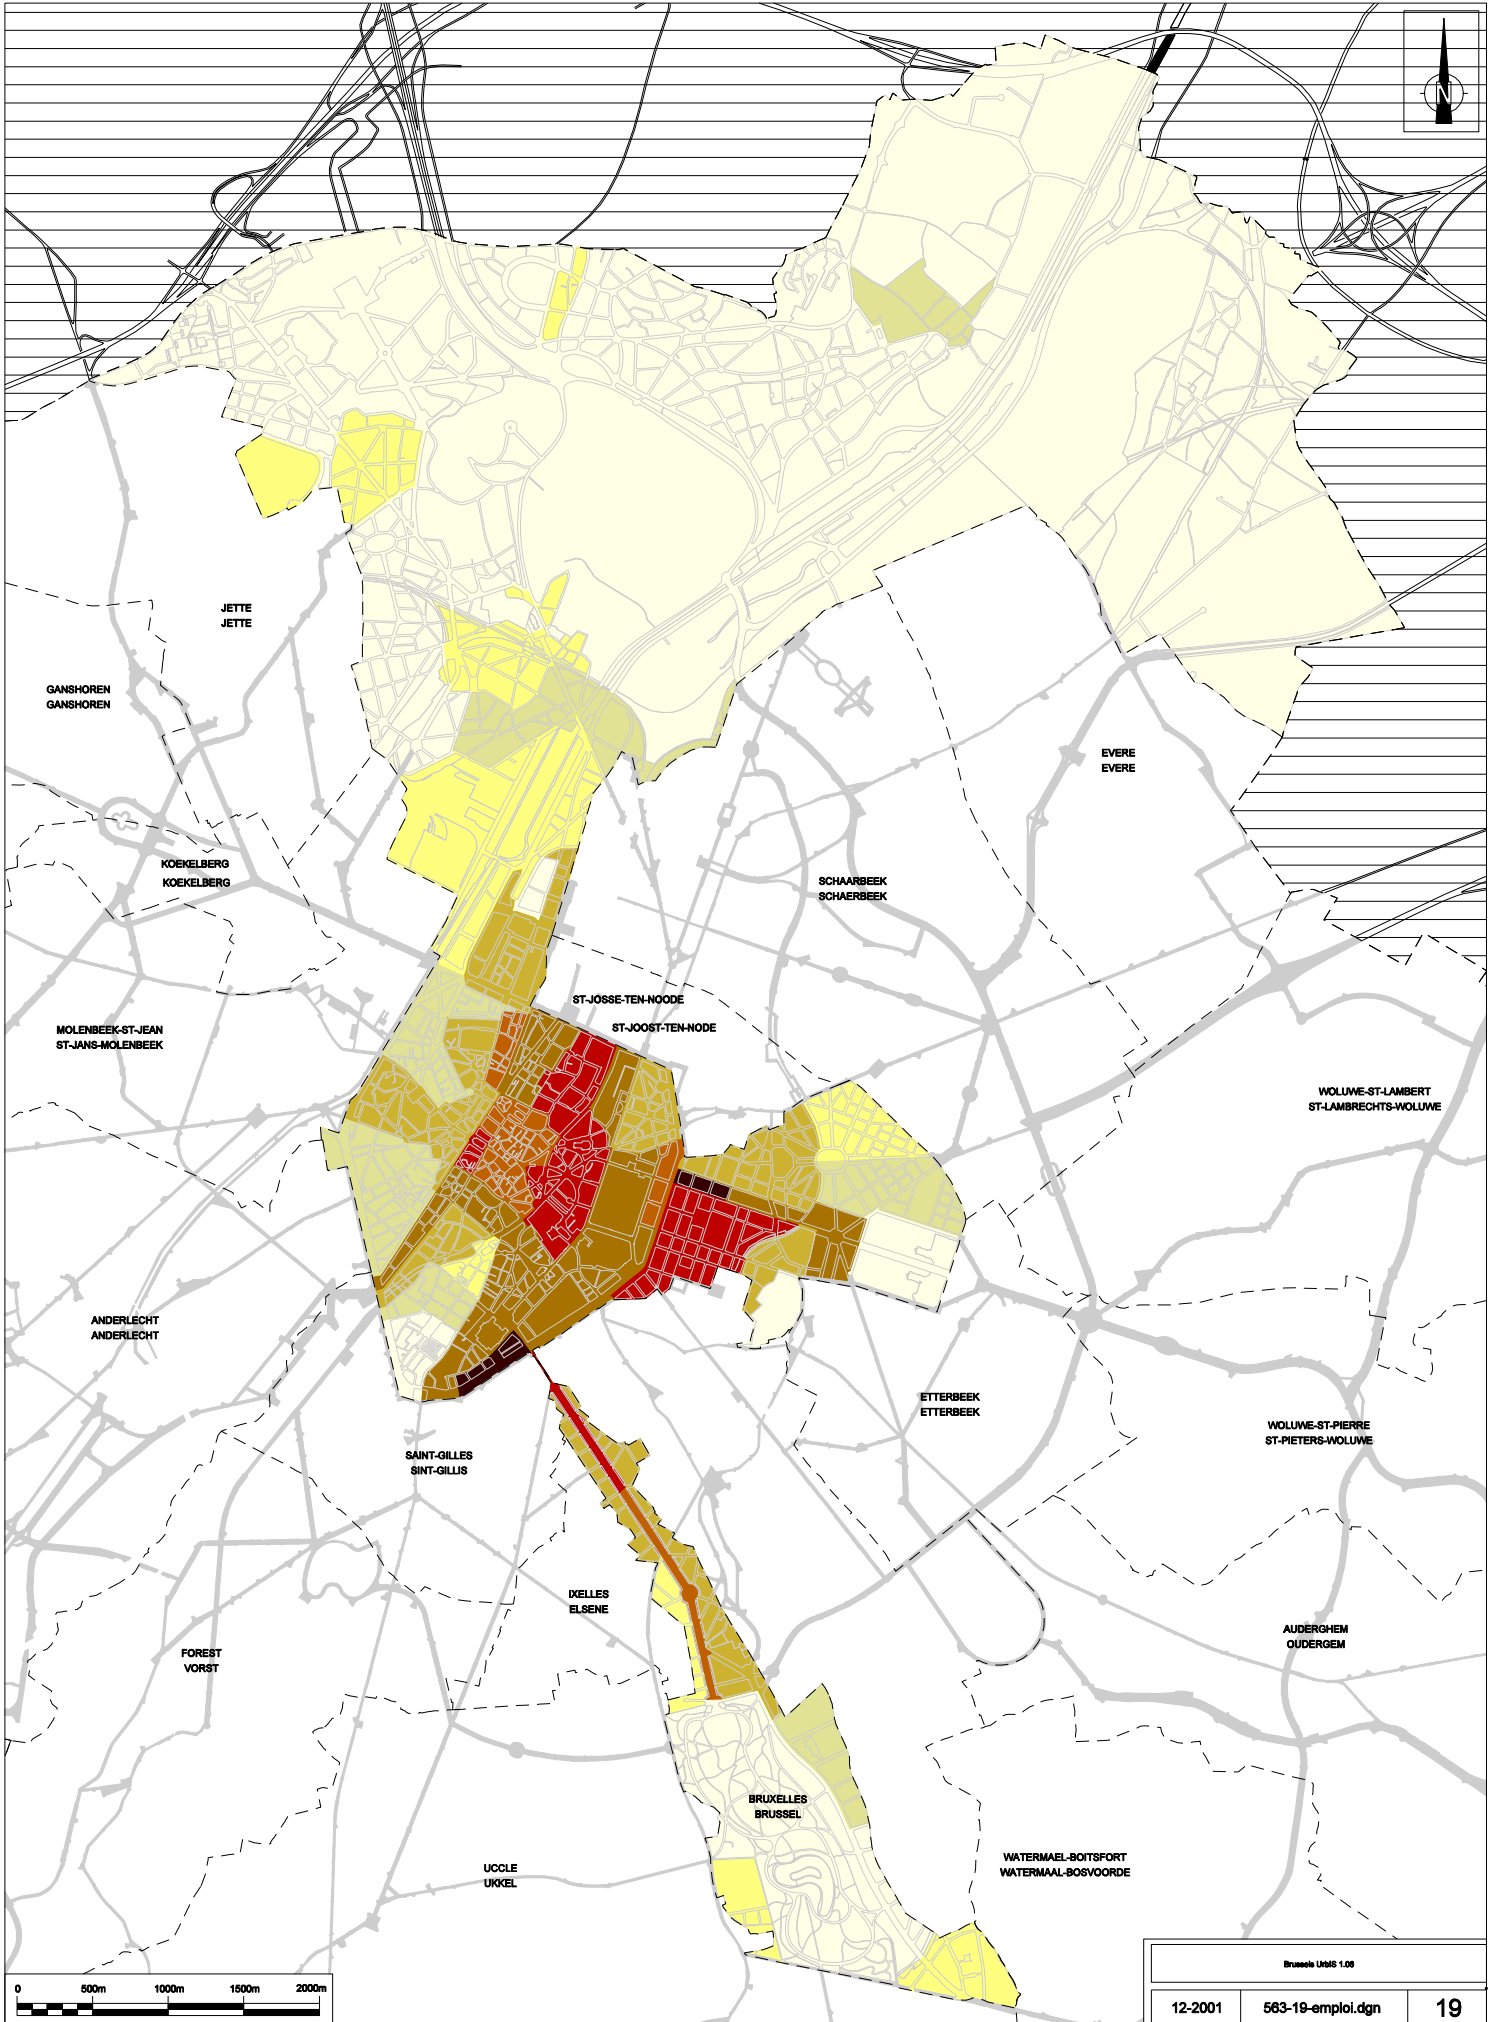 N
JETTE
JETTE
GANSHOREN
GANSHOREN
EVERE
EVERE
KOEKELBERG
KOEKELBERG
SCHAARBEEK
SCHAERBEEK
ST-JOSSE-TEN-NOODE
ST-JOOST-TEN-NODE
MOLENBEEK-ST-JEAN
ST-JANS-MOLENBEEK
WOLUWE-ST-LAMBERT
ST-LAMBRECHTS-WOLUWE
ANDERLECHT
ANDERLECHT
ETTERBEEK
ETTERBEEK
WOLUWE-ST-PIERRE
ST-PIETERS-WOLUWE
SAINT-GILLES
SINT-GILLIS
IXELLES
ELSENE
AUDERGHEM
OUDERGEM
FOREST
VORST
BRUXELLES
BRUSSEL
WATERMAEL-BOITSFORT
WATERMAAL-BOSVOORDE
UCCLE
UKKEL
0 500m 1000m 1500m 2000m
Brussels UrbIS 1.08
12-2001 563-19-emploi.dgn 19